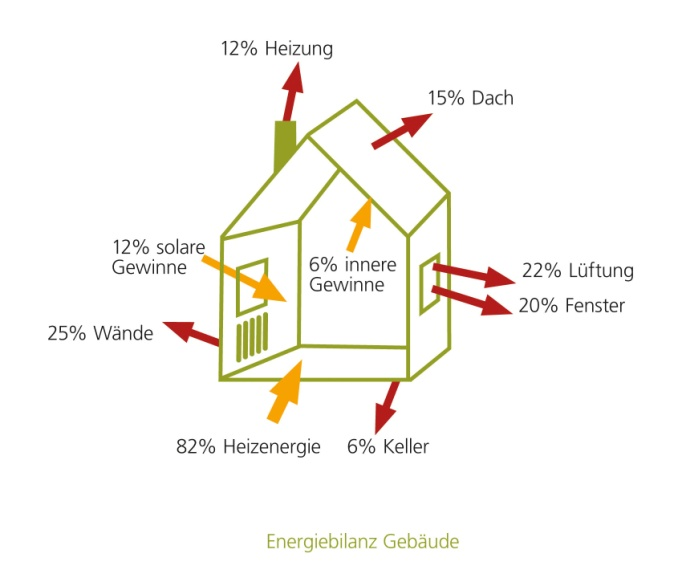 12% Heizung
15% Dach
12% solare
Gewinne
6% innere
Gewinne
22% Lüftung
20% Fenster
25% Wände
82% Heizenergie
6% Keller
Energiebilanz Gebäude